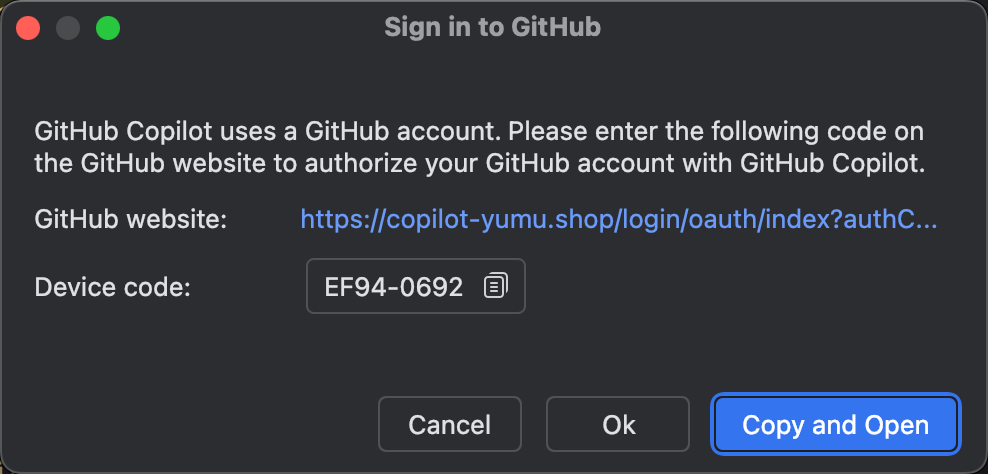 Sign in to GitHub
GitHub Copilot uses a GitHub account. Please enter the following code on
the GitHub website to authorize your GitHub account with GitHub Copilot.
GitHub website: https://copilot-yumu.shop/login/oauth/index?authC...
Device code: EF94-0692
Cancel Ok Copy and Open